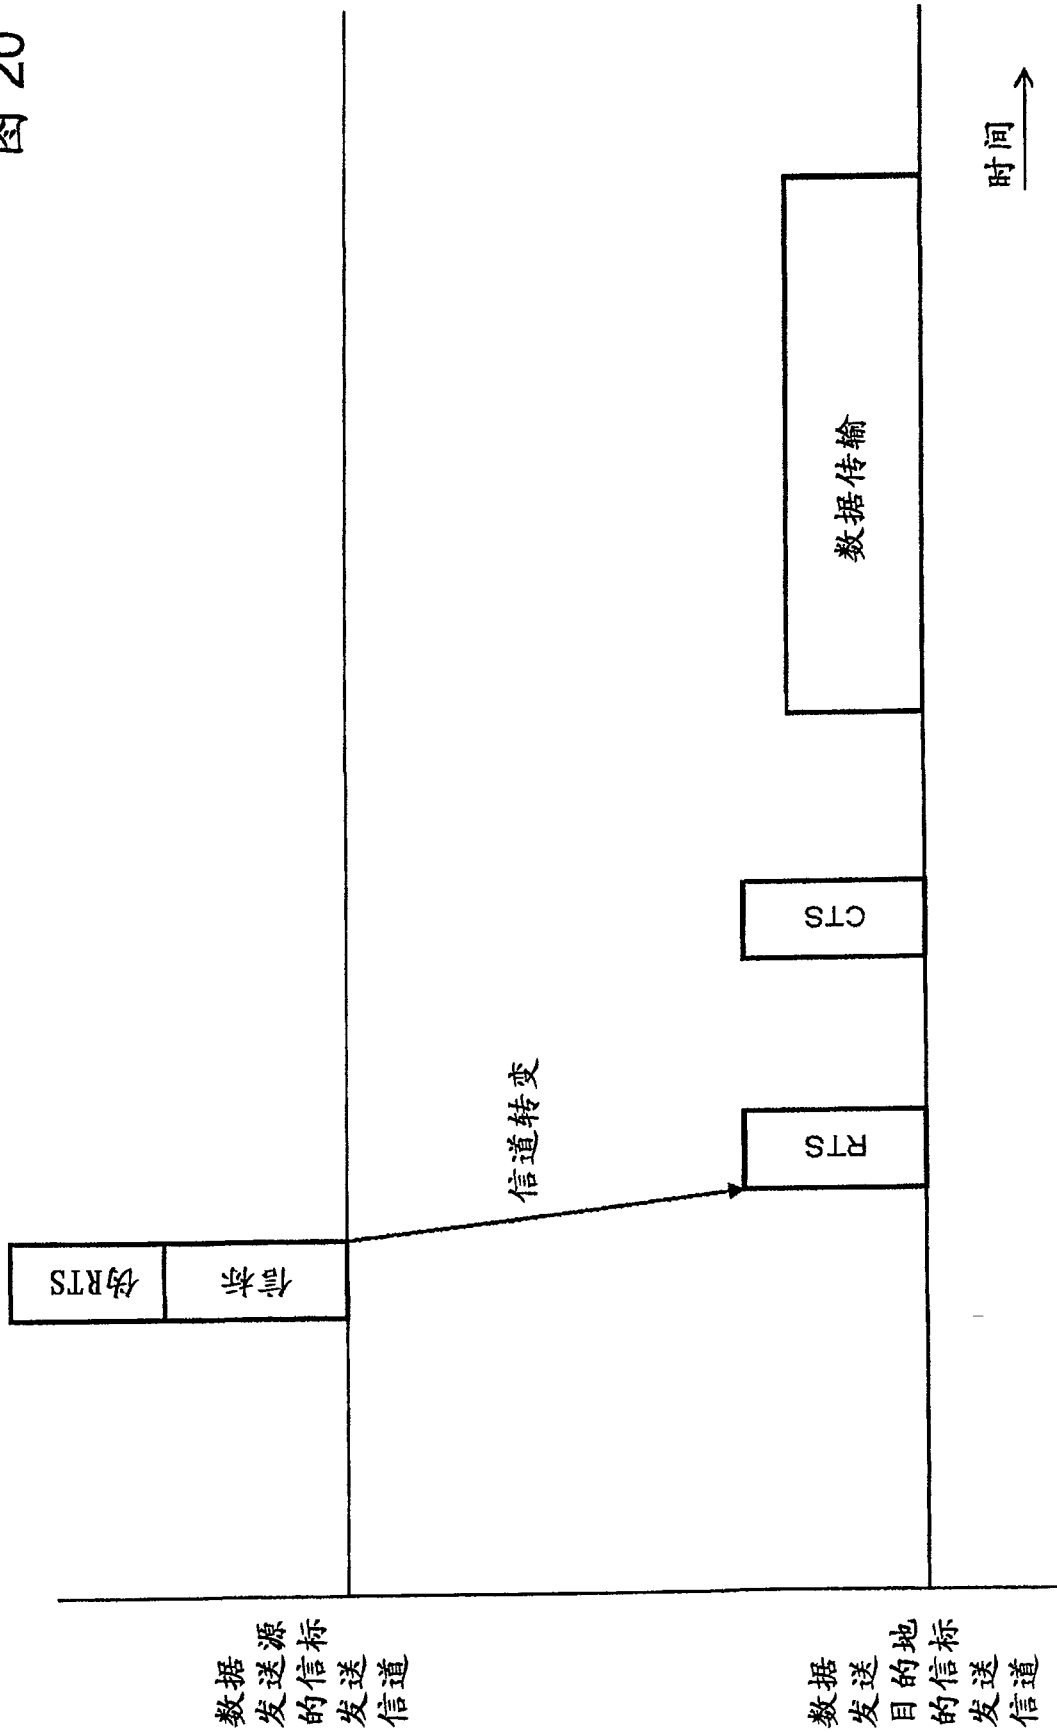 图 20
伪RTS
信标
信道转变
RTS
CTS
数据传输
数据
发送源
的信标
发送
信道
数据
发送
目的地
的信标
发送
信道
时间